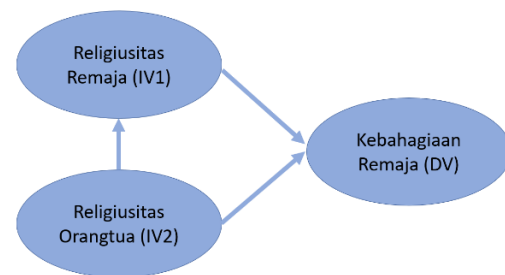 Religiusitas
Remaja (IV1)
Kebahagiaan
Remaja (DV)
Religiusitas
Orangtua (IV2)